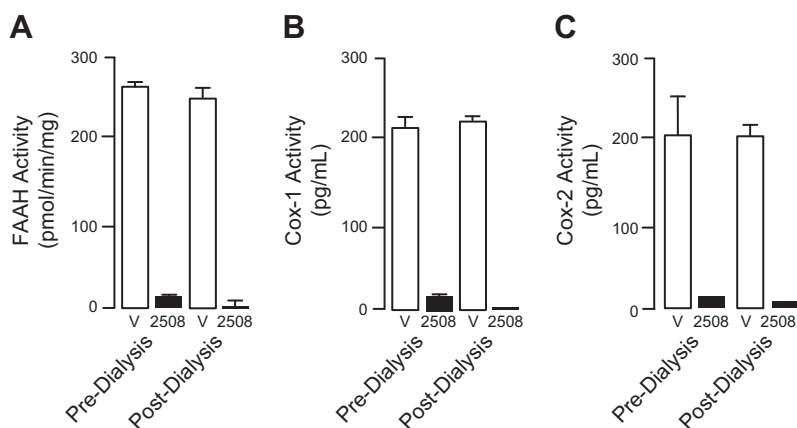 A
FAAH Activity
(pmol/min/mg)
300
200
100
0
V 2508 V 2508
Pre-Dialysis
Post-Dialysis
B
Cox-1 Activity
(pg/mL)
300
200
100
0
V 2508 V 2508
Pre-Dialysis
Post-Dialysis
C
Cox-2 Activity
(pg/mL)
300
200
100
0
V 2508 V 2508
Pre-Dialysis
Post-Dialysis